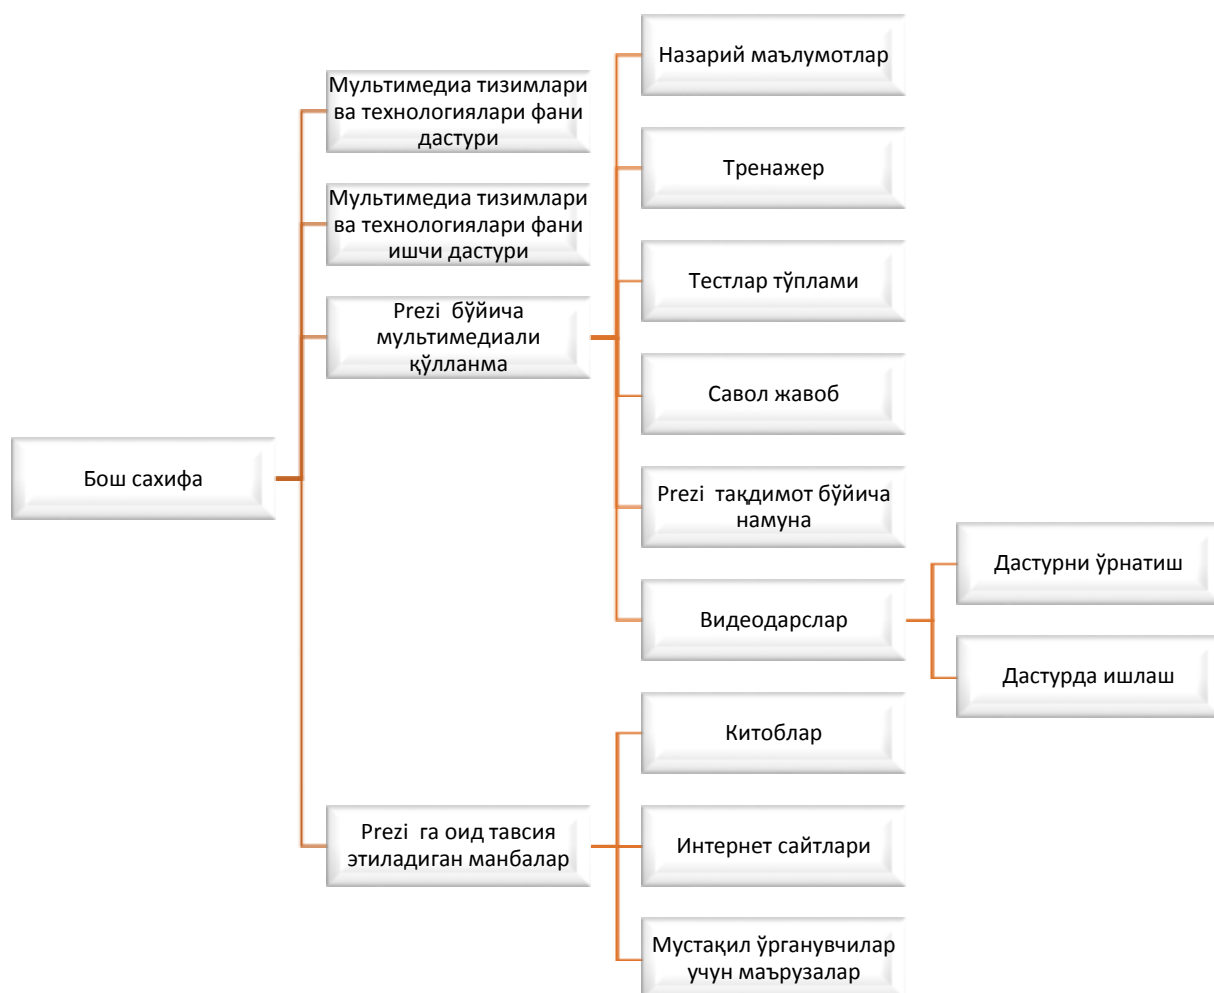 Бош сахифа
Мультимедиа тизимлари
ва технологиялари фани
дастури
Мультимедиа тизимлари
ва технологиялари фани
ишчи дастури
Prezi бўйича
мультимедиали
қўлланма
Назарий маълумотлар
Тренажер
Тестлар тўплами
Савол жавоб
Prezi тақдимот бўйича
намуна
Видеодарслар
Дастурни ўрнатиш
Дастурда ишлаш
Prezi га оид тавсия
этиладиган манбалар
Китоблар
Интернет сайтлари
Мустақил ўрганувчилар
учун маърузалар